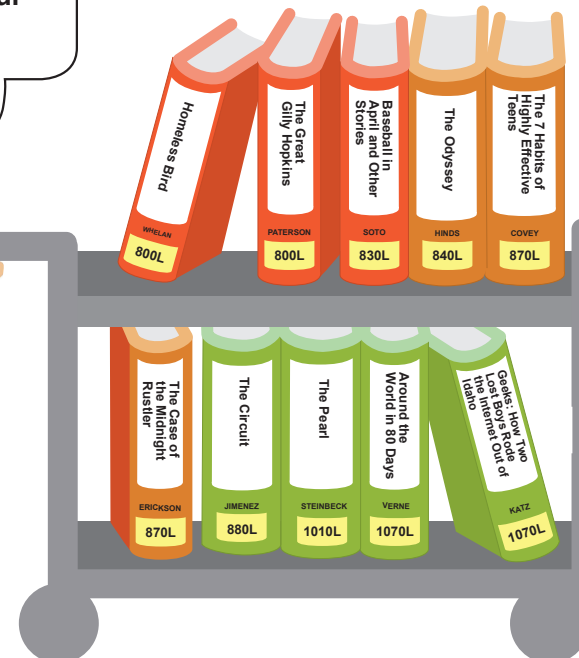 Homeless Bird
WHELAN
800L
The Great
Gilly Hopkins
PATERSON
800L
Baseball in
April and Other
Stories
SOTO
830L
The Odyssey
HINDS
840L
The 7 Habits of
Highly Effective
Teens
COVEY
870L
The Case of
the Midnight
Rustler
ERICKSON
870L
The Circuit
JIMENEZ
880L
The Pearl
STEINBECK
1010L
Around the
World in 80 Days
VERNE
1070L
Geeks: How Two
Lost Boys Rode
the Internet Out of
Idaho
KATZ
1070L